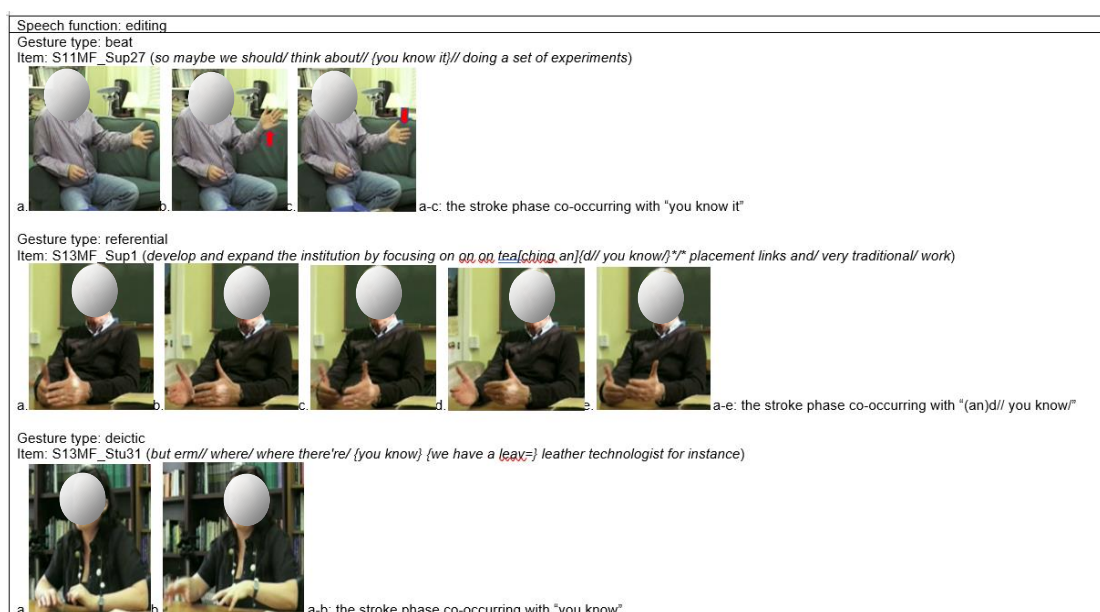 Speech function: editing
Gesture type: beat
Item: S11MF_Sup27 (so maybe we should/ think about// {you know it}// doing a set of experiments)
a. b. c. a-c: the stroke phase co-occurring with “you know it”
Gesture type: referential
Item: S13MF_Sup1 (develop and expand the institution by focusing on on on tea[ching an]{d// you know/}*/* placement links and/ very traditional/ work)
a. b. c. d. e. a-e: the stroke phase co-occurring with “(an)d// you know/”
Gesture type: deictic
Item: S13MF_Stu31 (but erm// where/ where there're/ {you know} {we have a leav=} leather technologist for instance)
a. b. a-b: the stroke phase co-occurring with “you know”